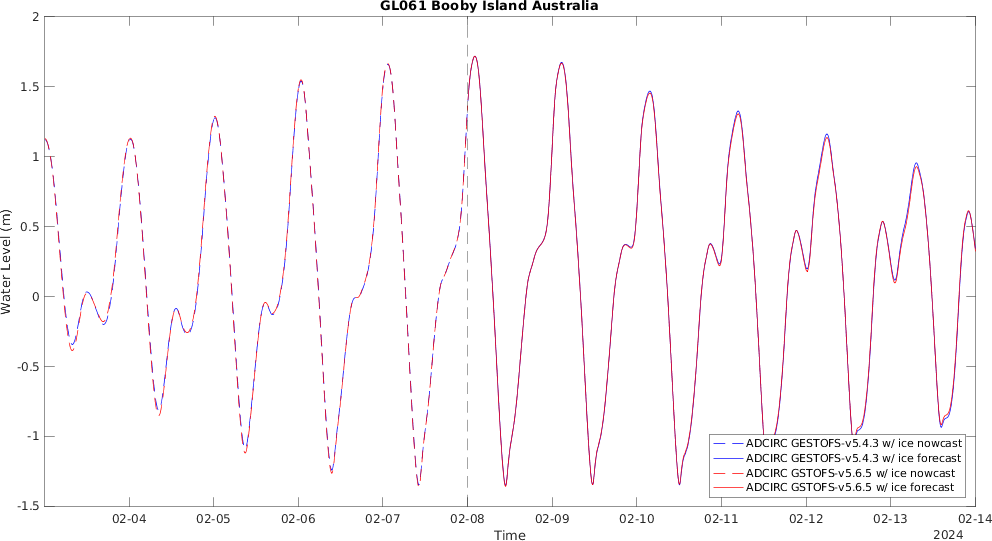 GL061 Booby Island Australia
2
1.5
1
0.5
0
-0.5
-1
-1.5
Water Level (m)
ADCIRC GESTOFS-v5.4.3 w/ ice nowcast
ADCIRC GESTOFS-v5.4.3 w/ ice forecast
ADCIRC GSTOFS-v5.6.5 w/ ice nowcast
ADCIRC GSTOFS-v5.6.5 w/ ice forecast
02-04 02-05 02-06 02-07 02-08 02-09 02-10 02-11 02-12 02-13 02-14
Time
2024